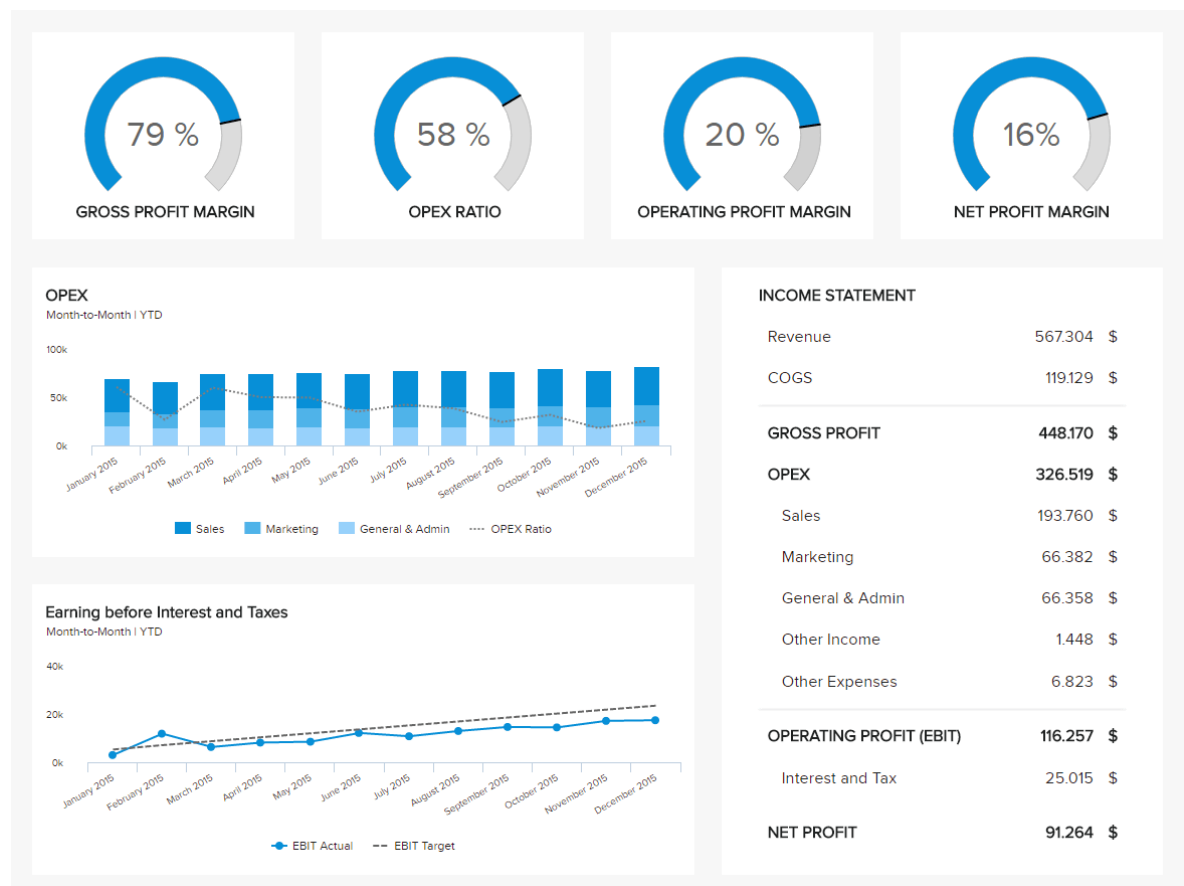 79 %
GROSS PROFIT MARGIN
58 %
OPEX RATIO
20 %
OPERATING PROFIT MARGIN
16%
NET PROFIT MARGIN
OPEX
Month-to-Month | YTD
100k
50k
0k
January 2015
February 2015
March 2015
April 2015
May 2015
June 2015
July 2015
August 2015
September 2015
October 2015
November 2015
December 2015
Sales
Marketing
General & Admin
OPEX Ratio
Earning before Interest and Taxes
Month-to-Month | YTD
40k
20k
0k
January 2015
February 2015
March 2015
April 2015
May 2015
June 2015
July 2015
August 2015
September 2015
October 2015
November 2015
December 2015
EBIT Actual
EBIT Target
INCOME STATEMENT
Revenue 567.304 $
COGS 119.129 $
GROSS PROFIT 448.170 $
OPEX 326.519 $
Sales 193.760 $
Marketing 66.382 $
General & Admin 66.358 $
Other Income 1.448 $
Other Expenses 6.823 $
OPERATING PROFIT (EBIT) 116.257 $
Interest and Tax 25.015 $
NET PROFIT 91.264 $